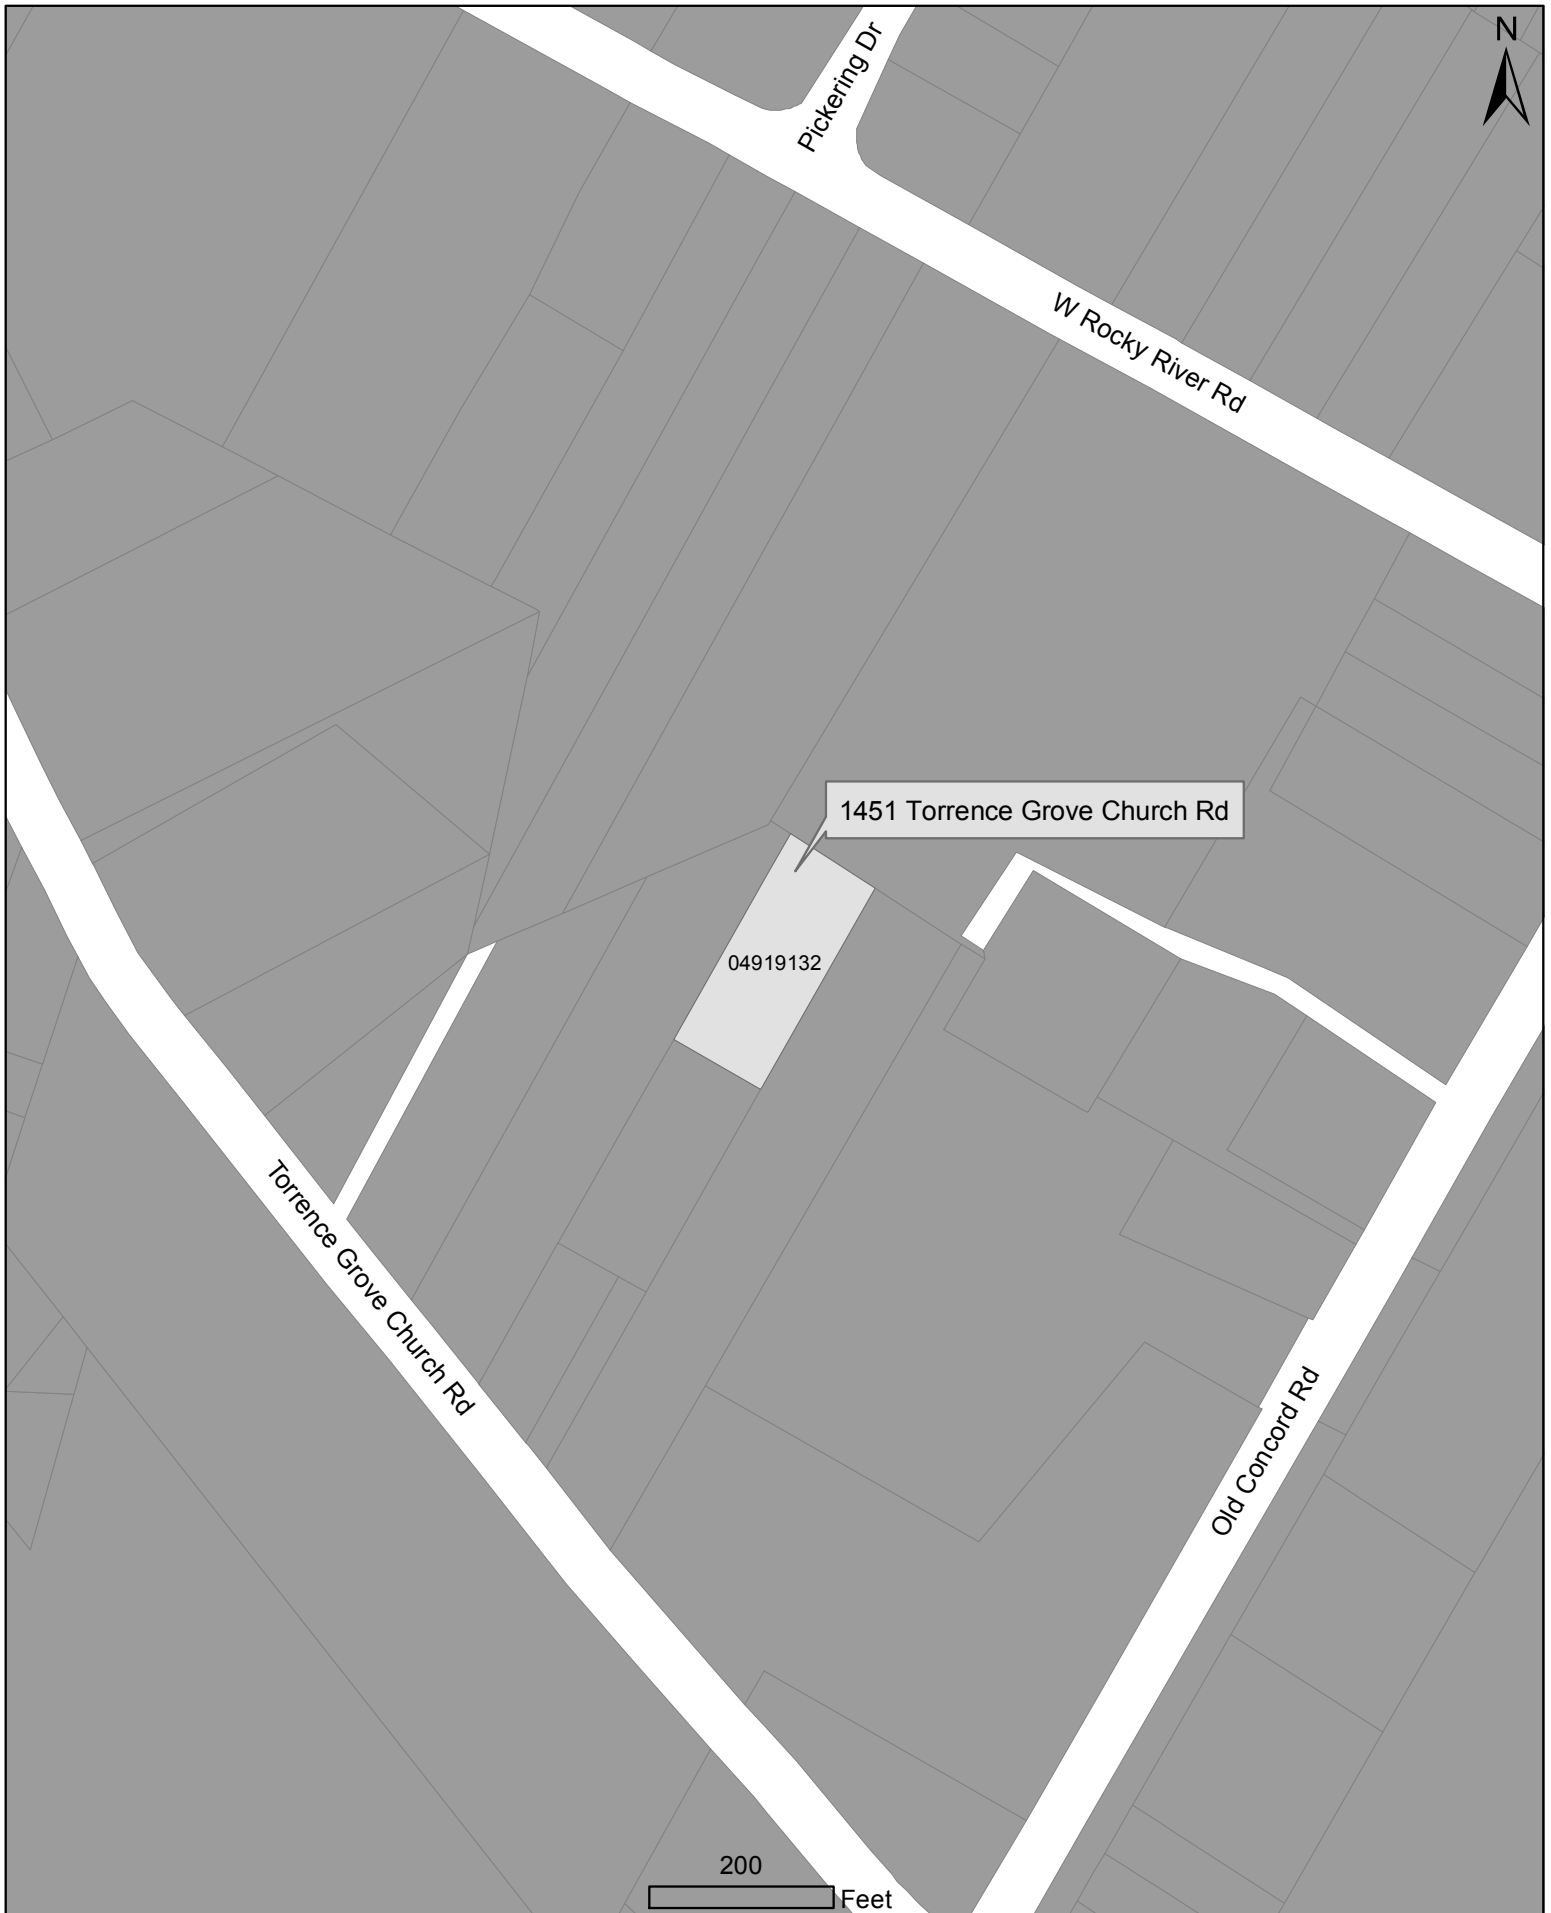 N
Pickering Dr
W Rocky River Rd
1451 Torrence Grove Church Rd
04919132
Torrence Grove Church Rd
Old Concord Rd
200
Feet